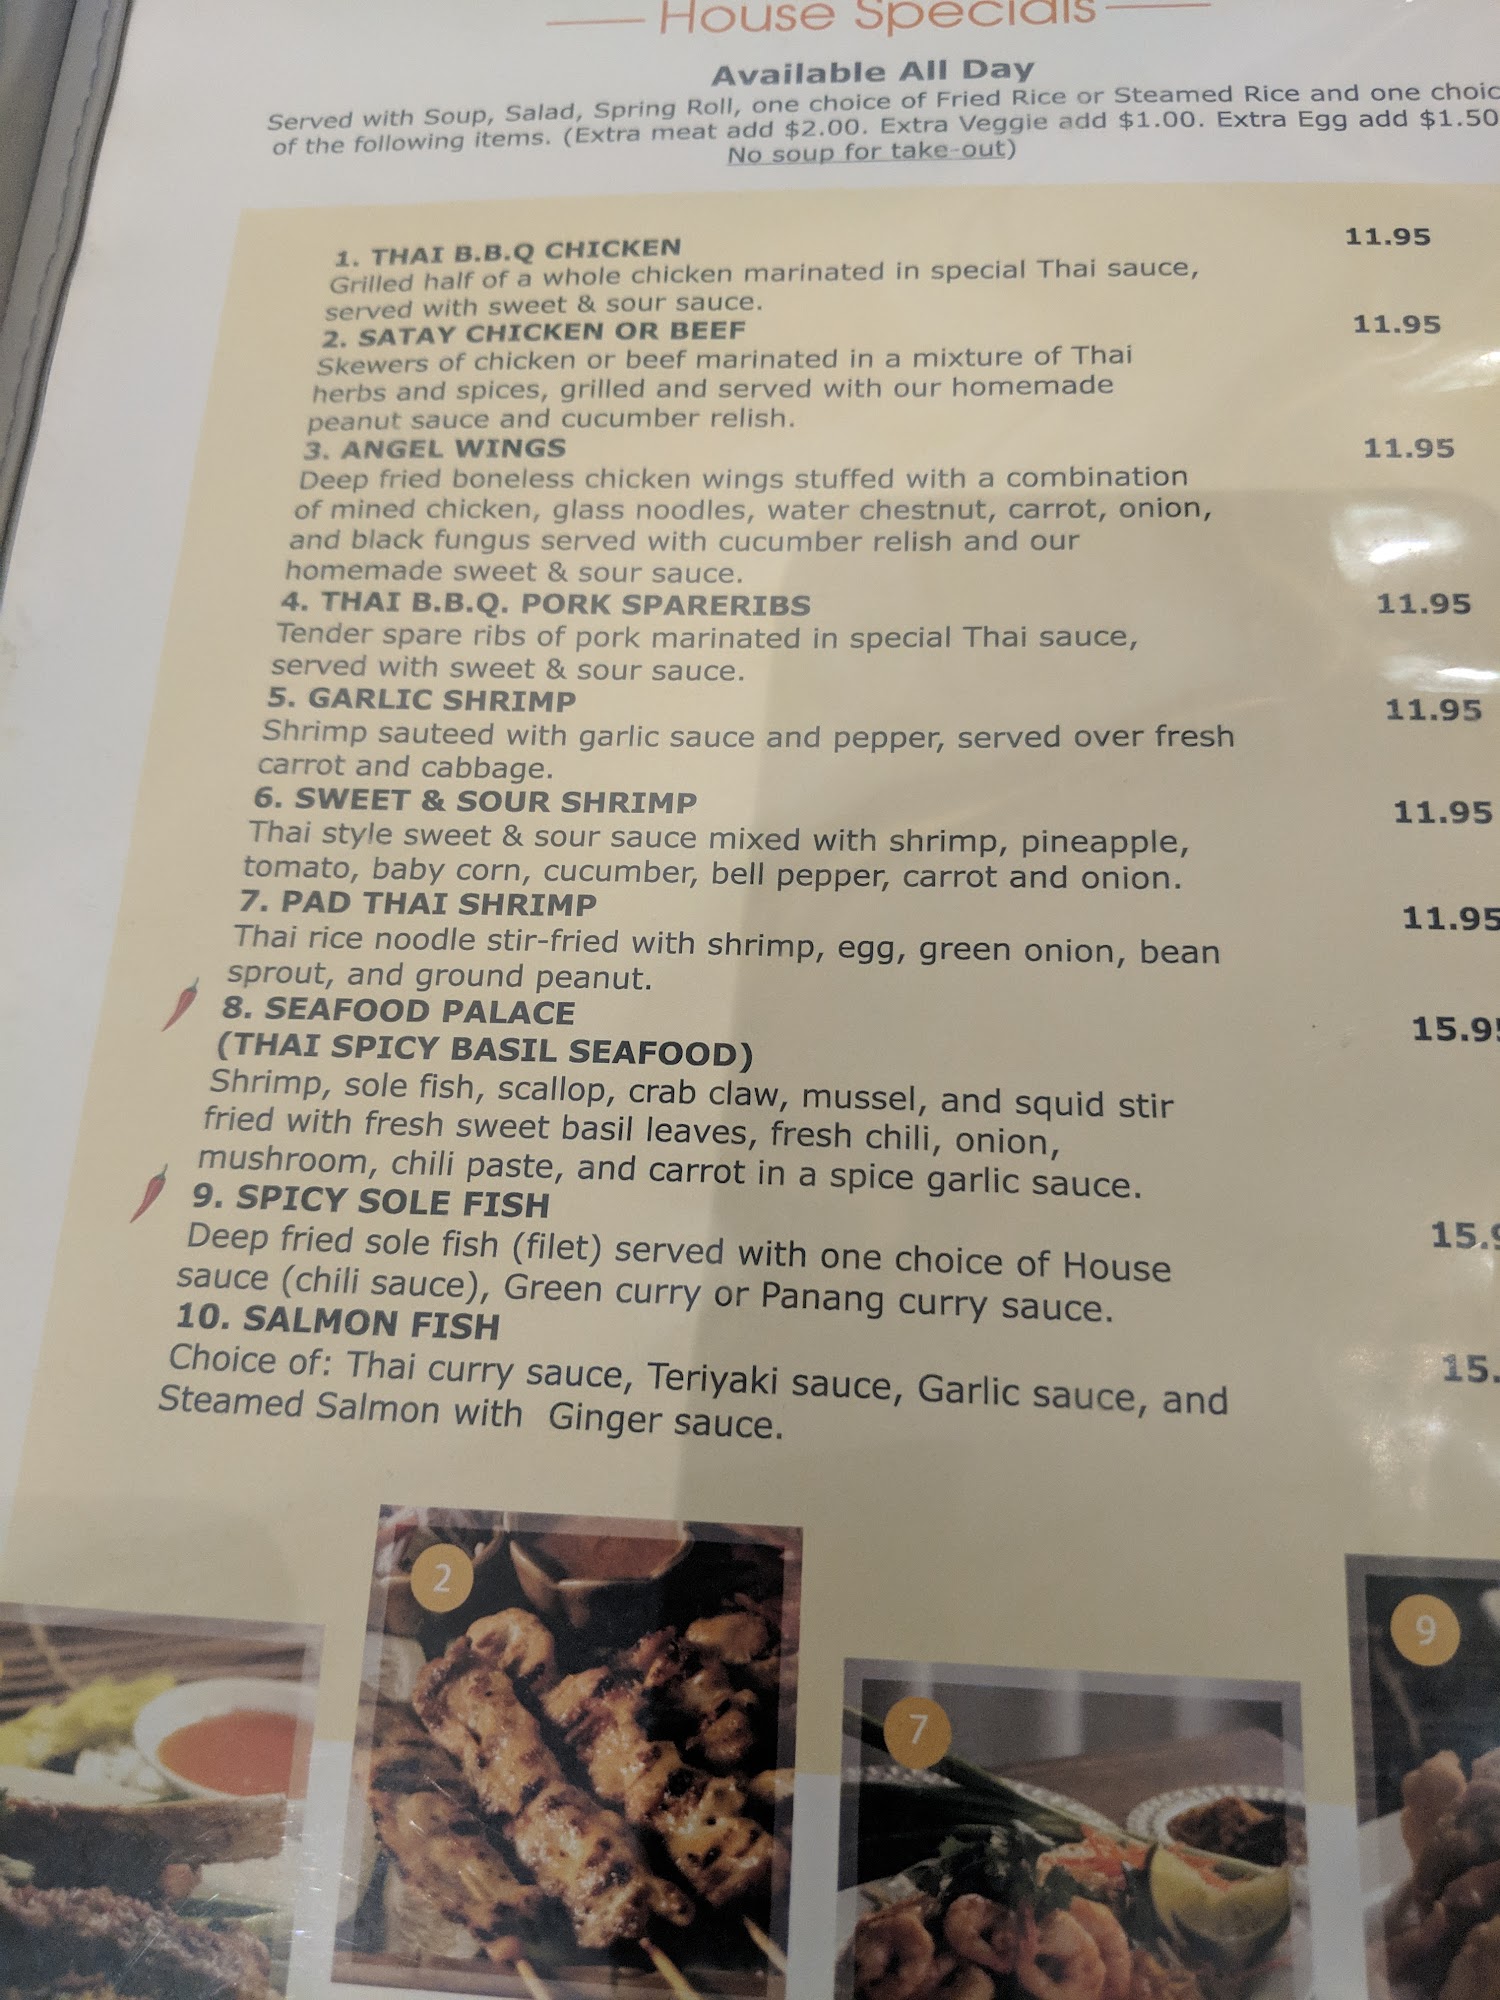 House Specials
Available All Day
Served with Soup, Salad, Spring Roll, one choice of Fried Rice or Steamed Rice and one choic
of the following items. (Extra meat add $2.00. Extra Veggie add $1.00. Extra Egg add $1.50
No soup for take-out)
1. THAI B.B.Q CHICKEN 11.95
Grilled half of a whole chicken marinated in special Thai sauce,
served with sweet & sour sauce.
2. SATAY CHICKEN OR BEEF 11.95
Skewers of chicken or beef marinated in a mixture of Thai
herbs and spices, grilled and served with our homemade
peanut sauce and cucumber relish.
3. ANGEL WINGS 11.95
Deep fried boneless chicken wings stuffed with a combination
of mined chicken, glass noodles, water chestnut, carrot, onion,
and black fungus served with cucumber relish and our
homemade sweet & sour sauce.
4. THAI B.B.Q. PORK SPARERIBS 11.95
Tender spare ribs of pork marinated in special Thai sauce,
served with sweet & sour sauce.
5. GARLIC SHRIMP 11.95
Shrimp sauteed with garlic sauce and pepper, served over fresh
carrot and cabbage.
6. SWEET & SOUR SHRIMP 11.95
Thai style sweet & sour sauce mixed with shrimp, pineapple,
tomato, baby corn, cucumber, bell pepper, carrot and onion.
7. PAD THAI SHRIMP 11.95
Thai rice noodle stir-fried with shrimp, egg, green onion, bean
sprout, and ground peanut.
8. SEAFOOD PALACE 15.95
(THAI SPICY BASIL SEAFOOD)
Shrimp, sole fish, scallop, crab claw, mussel, and squid stir
fried with fresh sweet basil leaves, fresh chili, onion,
mushroom, chili paste, and carrot in a spice garlic sauce.
9. SPICY SOLE FISH 15.9
Deep fried sole fish (filet) served with one choice of House
sauce (chili sauce), Green curry or Panang curry sauce.
10. SALMON FISH 15.
Choice of: Thai curry sauce, Teriyaki sauce, Garlic sauce, and
Steamed Salmon with Ginger sauce.
2
7
9